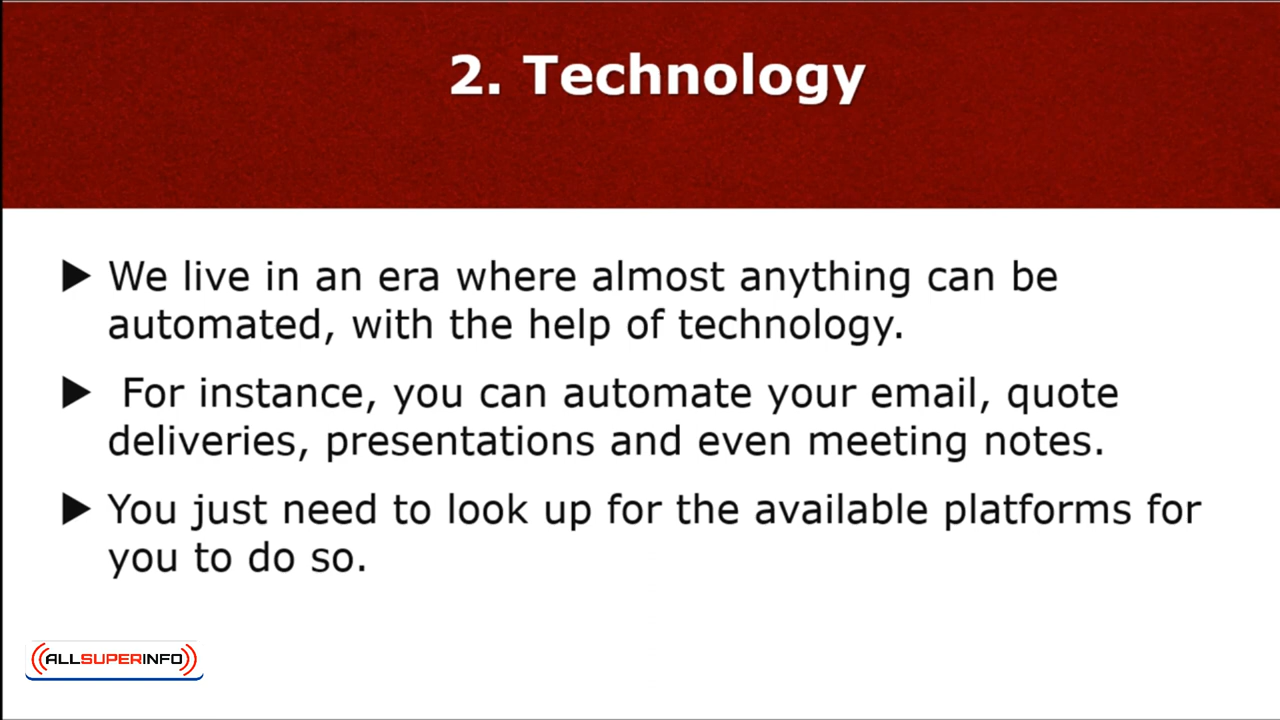 2. Technology
▶ We live in an era where almost anything can be
automated, with the help of technology.
▶ For instance, you can automate your email, quote
deliveries, presentations and even meeting notes.
▶ You just need to look up for the available platforms for
you to do so.
ALLSUPERINFO